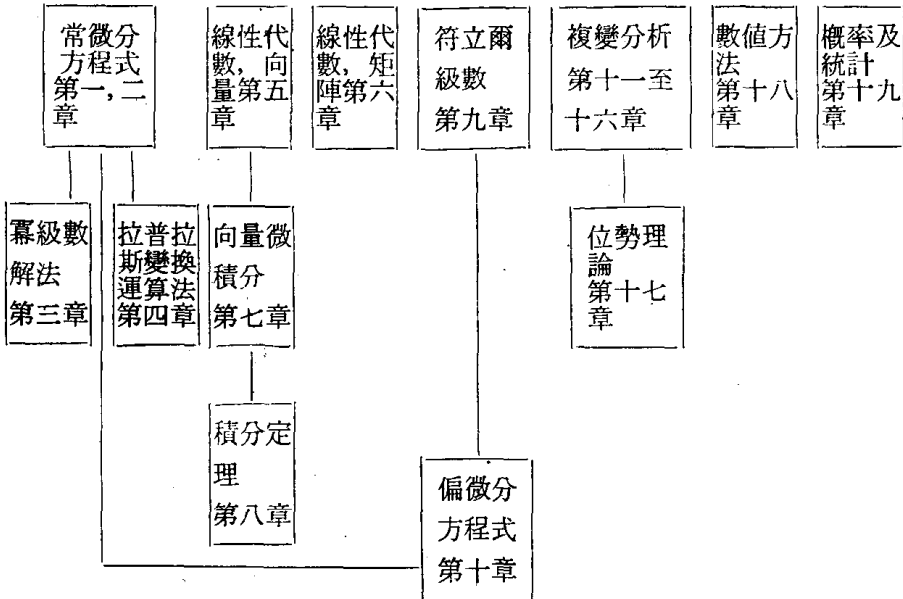 常微分
方程式
第一,二
章
線性代
數,向
量第五
章
線性代
數,矩
陣第六
章
符立爾
級數
第九章
複變分析
第十一至
十六章
數值方
法
第十八
章
概率及
統計
第十九
章
冪級數
解法
第三章
拉普拉
斯變換
運算法
第四章
向量微
積分
第七章
位勢理
論
第十七
章
積分定
理
第八章
偏微分
方程式
第十章